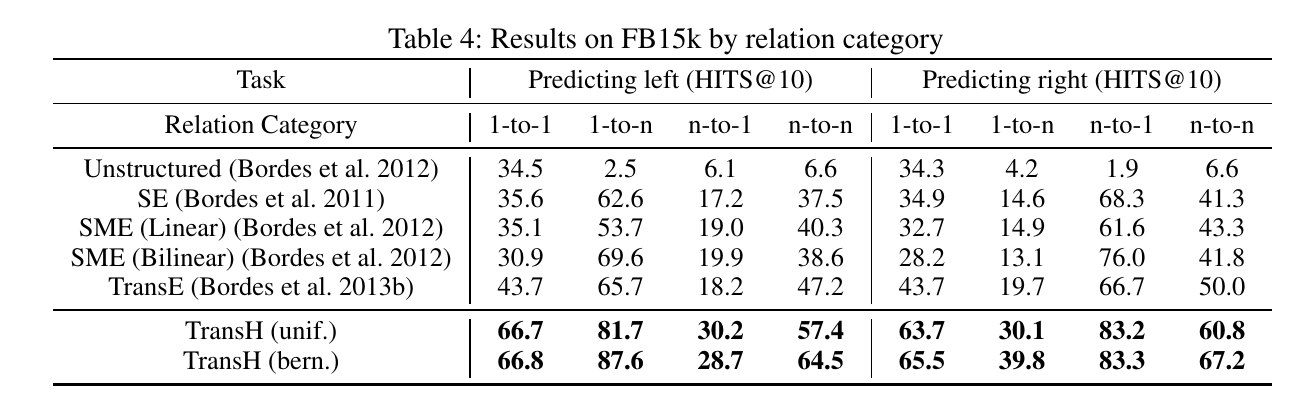 Table 4: Results on FB15k by relation category
Task Predicting left (HITS@10) Predicting right (HITS@10)
Relation Category 1-to-1 1-to-n n-to-1 n-to-n 1-to-1 1-to-n n-to-1 n-to-n
Unstructured (Bordes et al. 2012) 34.5 2.5 6.1 6.6 34.3 4.2 1.9 6.6
SE (Bordes et al. 2011) 35.6 62.6 17.2 37.5 34.9 14.6 68.3 41.3
SME (Linear) (Bordes et al. 2012) 35.1 53.7 19.0 40.3 32.7 14.9 61.6 43.3
SME (Bilinear) (Bordes et al. 2012) 30.9 69.6 19.9 38.6 28.2 13.1 76.0 41.8
TransE (Bordes et al. 2013b) 43.7 65.7 18.2 47.2 43.7 19.7 66.7 50.0
TransH (unif.) 66.7 81.7 30.2 57.4 63.7 30.1 83.2 60.8
TransH (bern.) 66.8 87.6 28.7 64.5 65.5 39.8 83.3 67.2